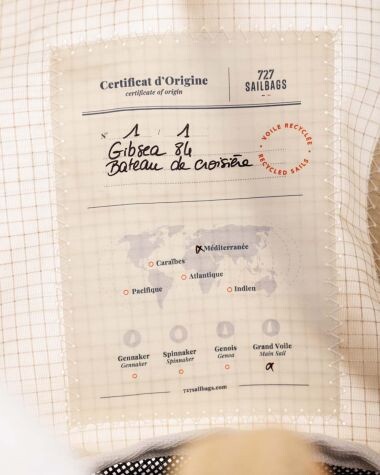 Certificat d'Origine
certificate of origin
727
SAILBAGS
N° 1 / 1
Gibsea 84
Bateau de croisière
VOILE RECYCLÉE
RECYCLED SAILS
Méditerranée
Caraïbes
Atlantique
Pacifique
Indien
Gennaker
Gennaker
Spinnaker
Spinnaker
Genois
Genoa
Grand Voile
Main Sail
727sailbags.com